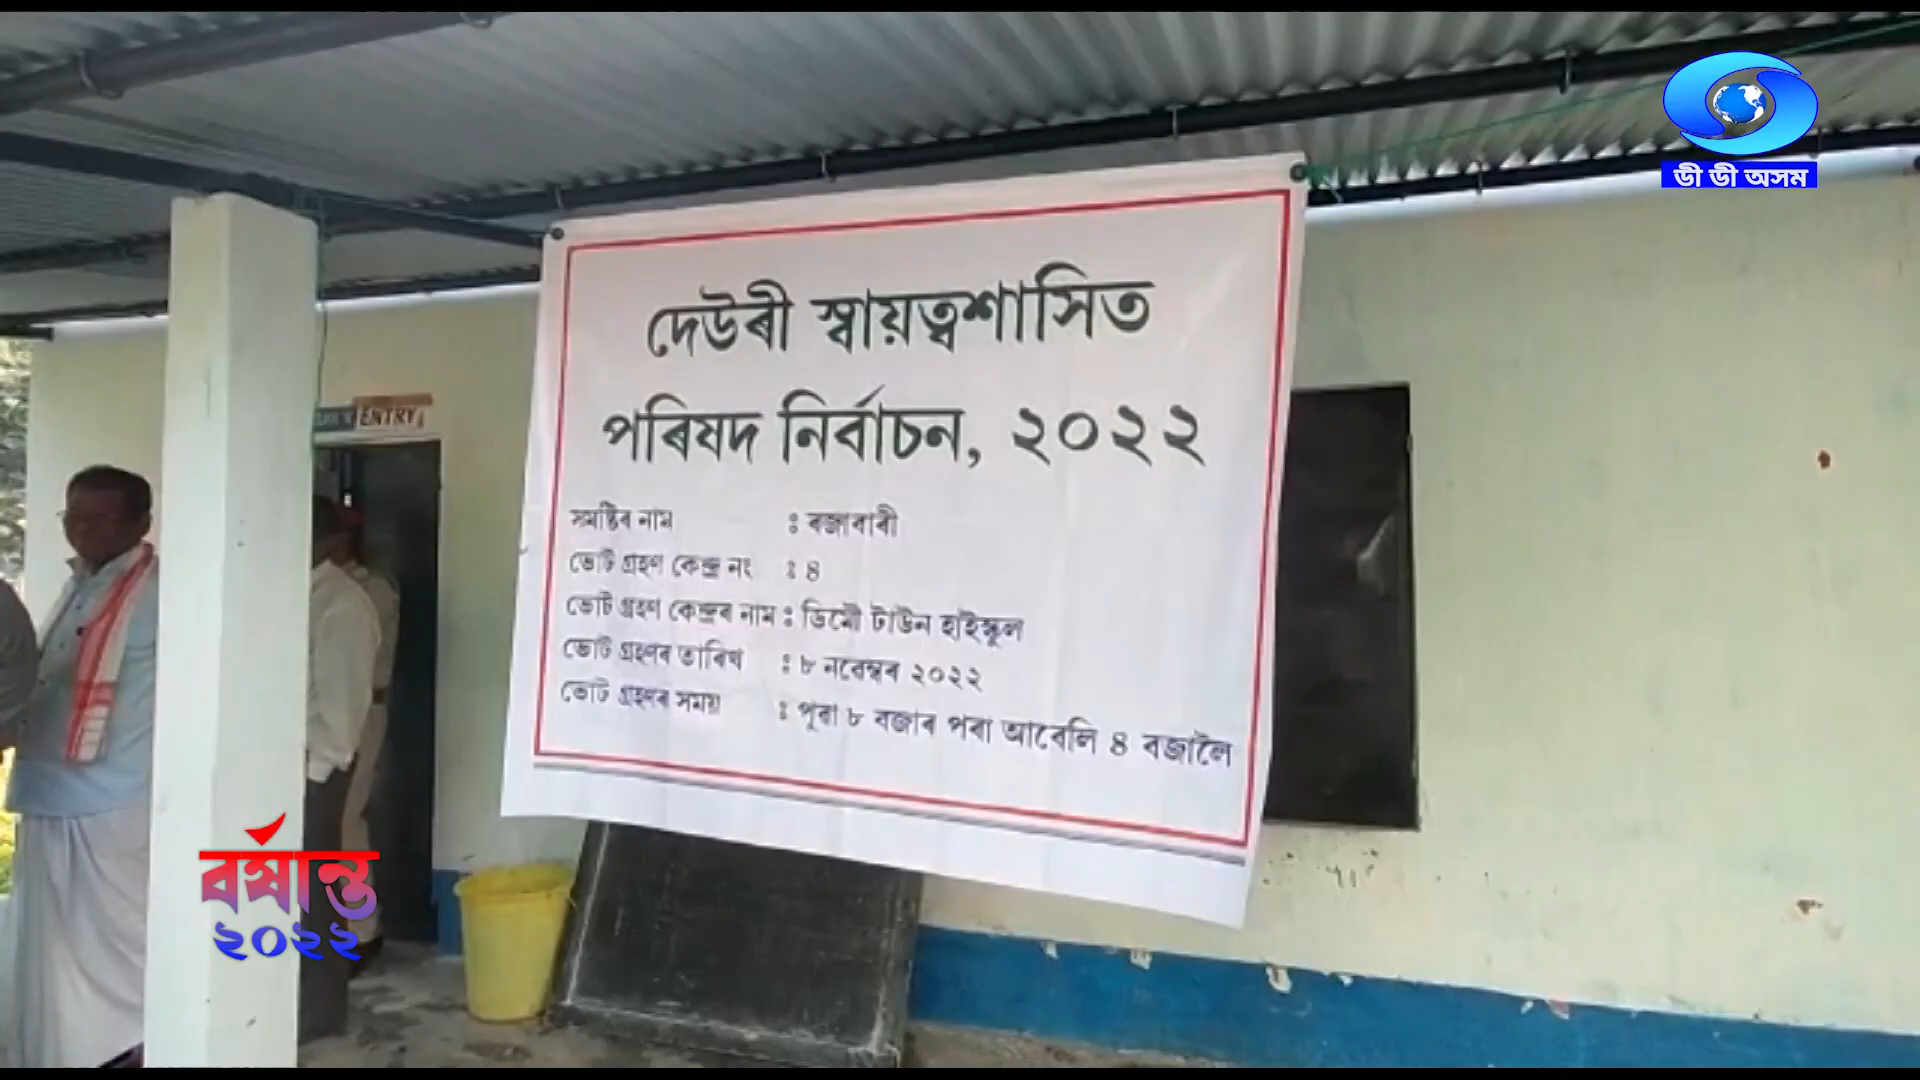 ডী ডী অসম
দেউৰী স্বায়ত্বশাসিত
পৰিষদ নিৰ্বাচন, ২০২২
ENTRY
সমষ্টিৰ নাম : ৰজাবাৰী
ভোট গ্ৰহণ কেন্দ্ৰ নং : ৪
ভোট গ্ৰহণ কেন্দ্ৰৰ নাম : ডিমৌ টাউন হাইস্কুল
ভোট গ্ৰহণৰ তাৰিখ : ৮ নৱেম্বৰ ২০২২
ভোট গ্ৰহণৰ সময় : পূৱা ৮ বজাৰ পৰা আবেলি ৪ বজালৈ
বৰ্ষান্ত
২০২২